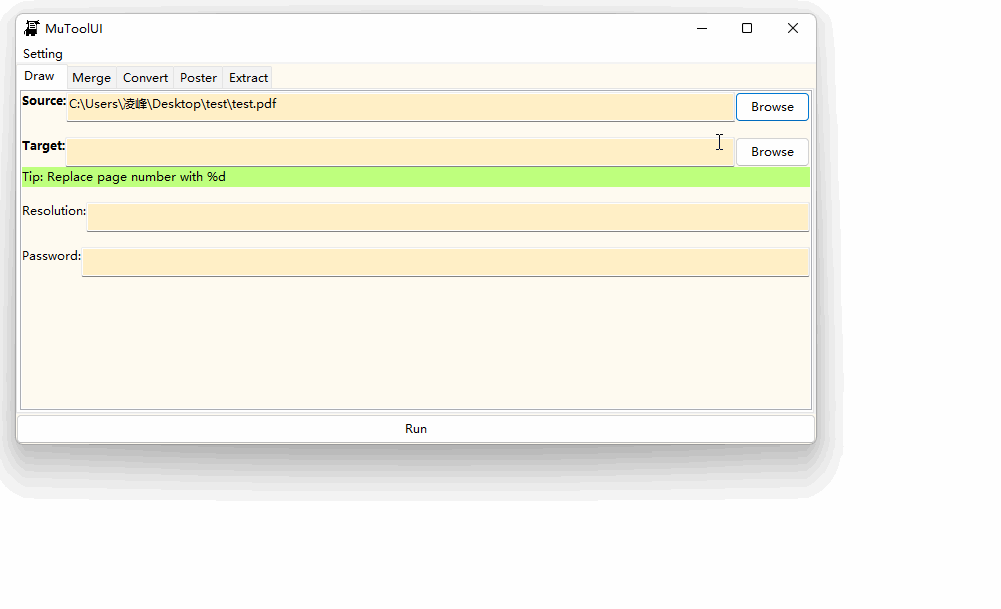 MuToolUI
Setting
Draw Merge Convert Poster Extract
Source: C:\Users\凌峰\Desktop\test\test.pdf Browse
Target: Browse
Tip: Replace page number with %d
Resolution:
Password:
Run